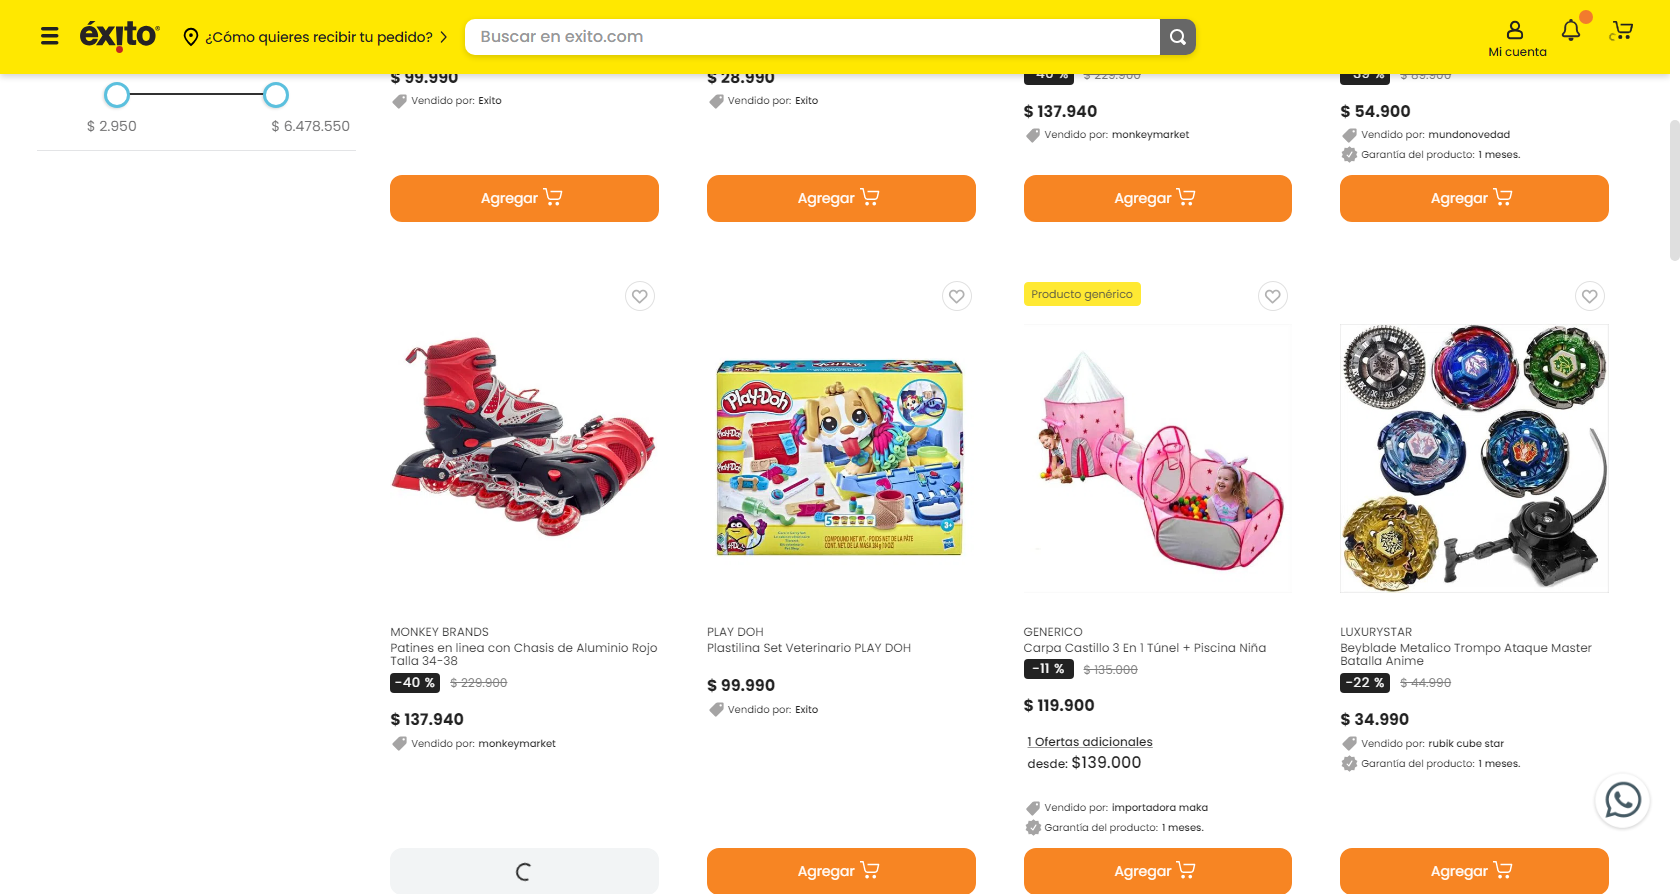 éxito
¿Cómo quieres recibir tu pedido?
Buscar en exito.com
Mi cuenta
$ 2.950
$ 6.478.550
$ 99.990
Vendido por: Exito
Agregar
$ 28.990
Vendido por: Exito
Agregar
-40 % $ 229.900
$ 137.940
Vendido por: monkeymarket
Agregar
-39 % $ 89.900
$ 54.900
Vendido por: mundonovedad
Garantía del producto: 1 meses.
Agregar
MONKEY BRANDS
Patines en linea con Chasis de Aluminio Rojo
Talla 34-38
-40 % $ 229.900
$ 137.940
Vendido por: monkeymarket
Play-Doh
PLAY DOH
Plastilina Set Veterinario PLAY DOH
$ 99.990
Vendido por: Exito
Agregar
Producto genérico
GENERICO
Carpa Castillo 3 En 1 Túnel + Piscina Niña
-11 % $ 135.000
$ 119.900
1 Ofertas adicionales
desde: $139.000
Vendido por: importadora maka
Garantía del producto: 1 meses.
Agregar
LUXURYSTAR
Beyblade Metalico Trompo Ataque Master
Batalla Anime
-22 % $ 44.990
$ 34.990
Vendido por: rubik cube star
Garantía del producto: 1 meses.
Agregar